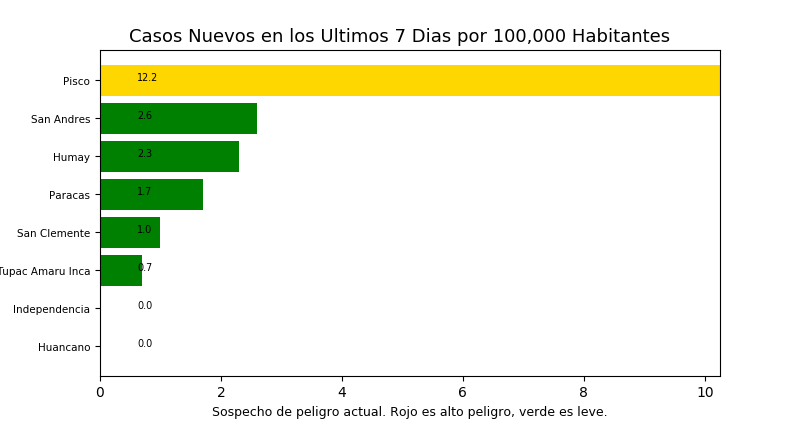 Casos Nuevos en los Ultimos 7 Dias por 100,000 Habitantes
Pisco 12.2
San Andres 2.6
Humay 2.3
Paracas 1.7
San Clemente 1.0
Tupac Amaru Inca 0.7
Independencia 0.0
Huancano 0.0
0 2 4 6 8 10
Sospecho de peligro actual. Rojo es alto peligro, verde es leve.